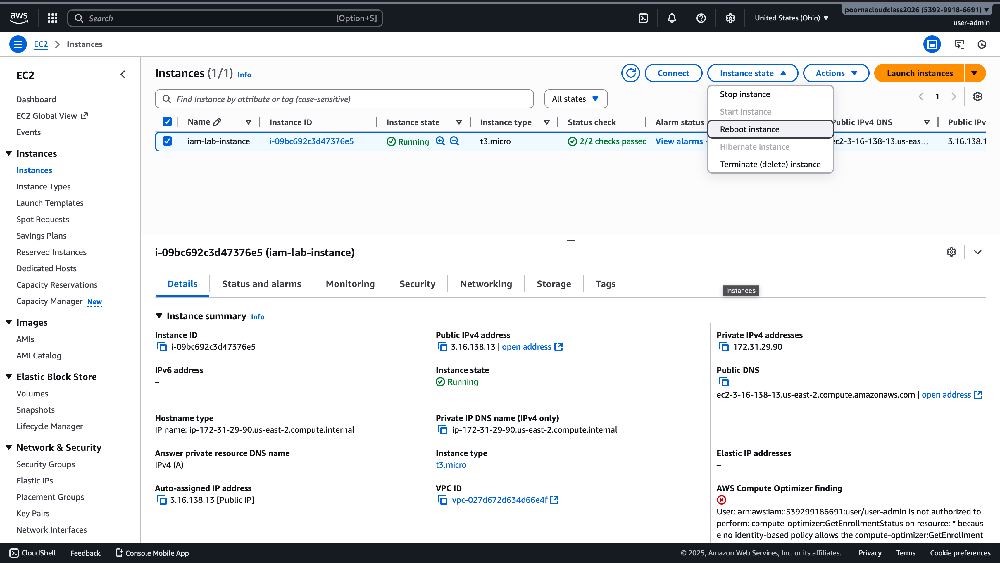 poornacloudclass2026 (5392-9918-6691)
aws
Search
[Option+S]
United States (Ohio)
user-admin
EC2
Instances
EC2
Dashboard
EC2 Global View
Events
Instances
Instances
Instance Types
Launch Templates
Spot Requests
Savings Plans
Reserved Instances
Dedicated Hosts
Capacity Reservations
Capacity Manager New
Images
AMIs
AMI Catalog
Elastic Block Store
Volumes
Snapshots
Lifecycle Manager
Network & Security
Security Groups
Elastic IPs
Placement Groups
Key Pairs
Network Interfaces
Instances (1/1) Info
Connect
Instance state
Actions
Launch instances
Find Instance by attribute or tag (case-sensitive)
All states
1
Stop instance
Start instance
Reboot instance
Hibernate instance
Terminate (delete) instance
Name
Instance ID
Instance state
Instance type
Status check
Alarm status
Public IPv4 DNS
Public IPv
iam-lab-instance
i-09bc692c3d47376e5
Running
t3.micro
2/2 checks passec
View alarms
ec2-3-16-138-13.us-eas...
3.16.138.1
i-09bc692c3d47376e5 (iam-lab-instance)
Details
Status and alarms
Monitoring
Security
Networking
Storage
Tags
Instances
Instance summary Info
Instance ID
i-09bc692c3d47376e5
Public IPv4 address
3.16.138.13 | open address
Private IPv4 addresses
172.31.29.90
IPv6 address
–
Instance state
Running
Public DNS
ec2-3-16-138-13.us-east-2.compute.amazonaws.com | open address
Hostname type
IP name: ip-172-31-29-90.us-east-2.compute.internal
Private IP DNS name (IPv4 only)
ip-172-31-29-90.us-east-2.compute.internal
Answer private resource DNS name
IPv4 (A)
Instance type
t3.micro
Elastic IP addresses
–
Auto-assigned IP address
3.16.138.13 [Public IP]
VPC ID
vpc-027d672d634d66e4f
AWS Compute Optimizer finding
User: arn:aws:iam::539299186691:user/user-admin is not authorized to
perform: compute-optimizer:GetEnrollmentStatus on resource: * becaus
e no identity-based policy allows the compute-optimizer:GetEnrollment
CloudShell
Feedback
Console Mobile App
© 2025, Amazon Web Services, Inc. or its affiliates.
Privacy
Terms
Cookie preferences